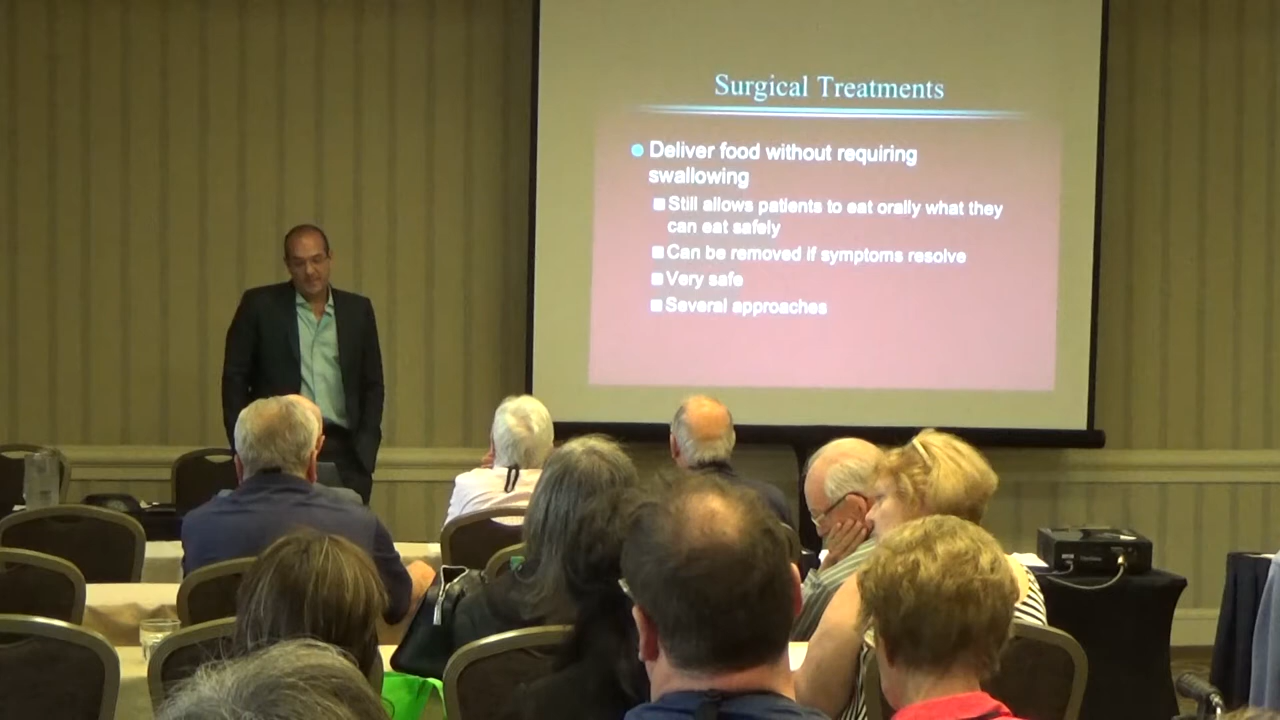 Surgical Treatments
Deliver food without requiring
swallowing
Still allows patients to eat orally what they
can eat safely
Can be removed if symptoms resolve
Very safe
Several approaches